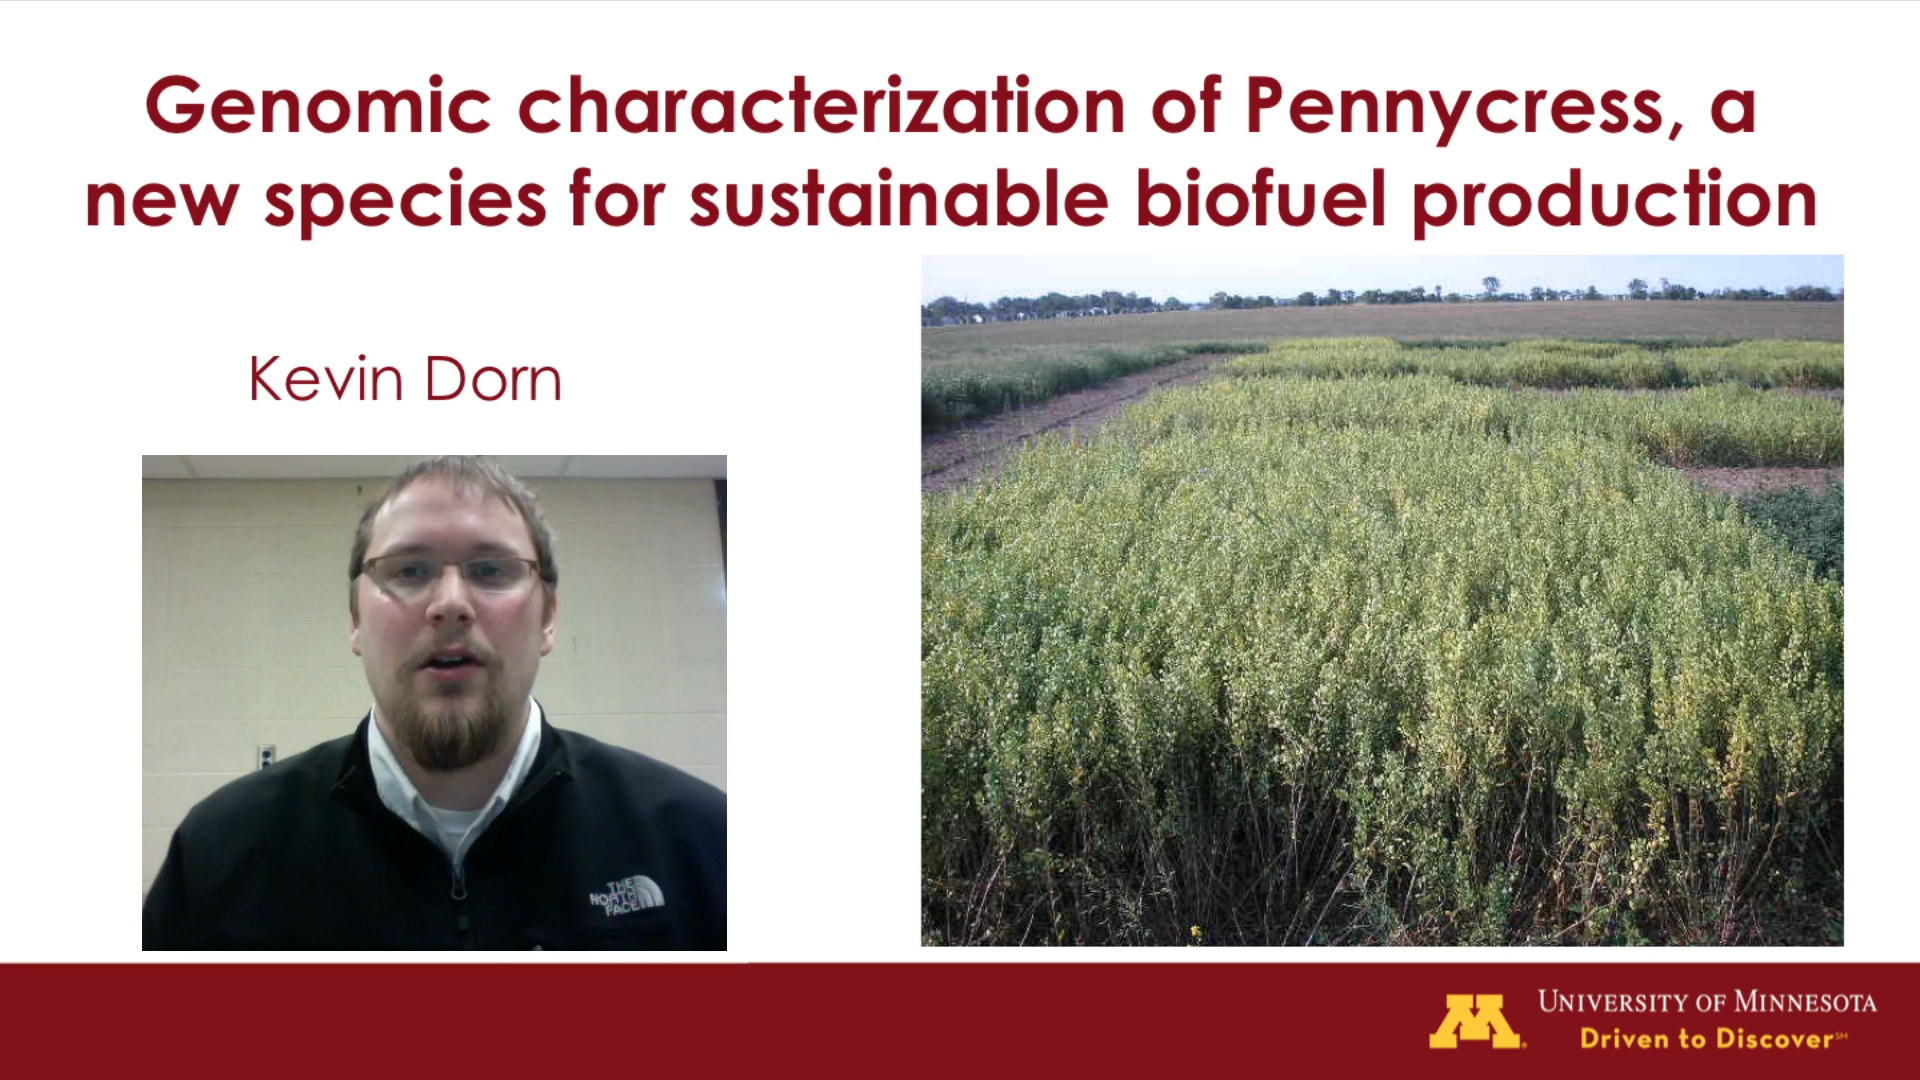 Genomic characterization of Pennycress, a
new species for sustainable biofuel production
Kevin Dorn
THE
NORTH
FACE
M
UNIVERSITY OF MINNESOTA
Driven to Discover℠